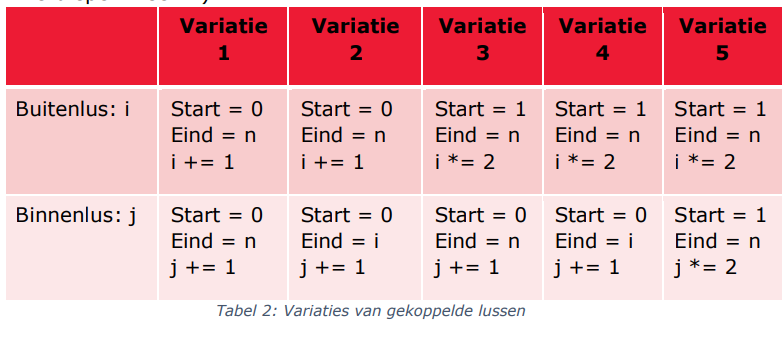 Variatie 1 Variatie 2 Variatie 3 Variatie 4 Variatie 5
Buitenlus: i Start = 0 Start = 0 Start = 1 Start = 1 Start = 1
Eind = n Eind = n Eind = n Eind = n Eind = n
i += 1 i += 1 i *= 2 i *= 2 i *= 2
Binnenlus: j Start = 0 Start = 0 Start = 0 Start = 0 Start = 1
Eind = n Eind = i Eind = n Eind = i Eind = n
j += 1 j += 1 j += 1 j += 1 j *= 2
Tabel 2: Variaties van gekoppelde lussen